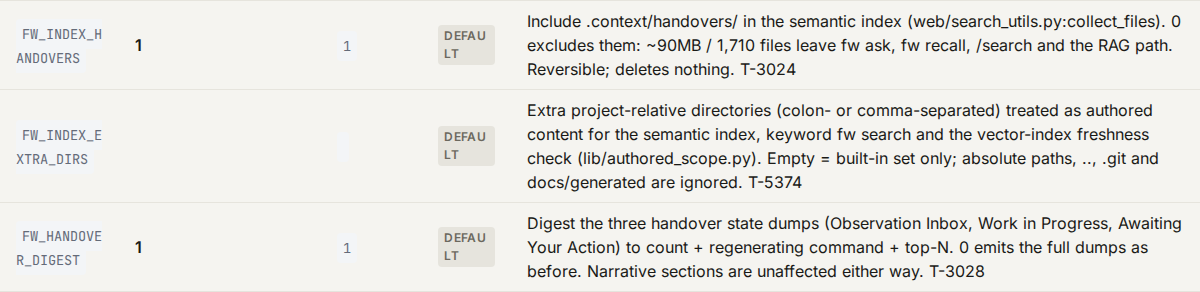 FW_INDEX_H
ANDOVERS
1
1
DEFAU
LT
Include .context/handovers/ in the semantic index (web/search_utils.py:collect_files). 0
excludes them: ~90MB / 1,710 files leave fw ask, fw recall, /search and the RAG path.
Reversible; deletes nothing. T-3024
FW_INDEX_E
XTRA_DIRS
DEFAU
LT
Extra project-relative directories (colon- or comma-separated) treated as authored
content for the semantic index, keyword fw search and the vector-index freshness
check (lib/authored_scope.py). Empty = built-in set only; absolute paths, .., .git and
docs/generated are ignored. T-5374
FW_HANDOVE
R_DIGEST
1
1
DEFAU
LT
Digest the three handover state dumps (Observation Inbox, Work in Progress, Awaiting
Your Action) to count + regenerating command + top-N. 0 emits the full dumps as
before. Narrative sections are unaffected either way. T-3028